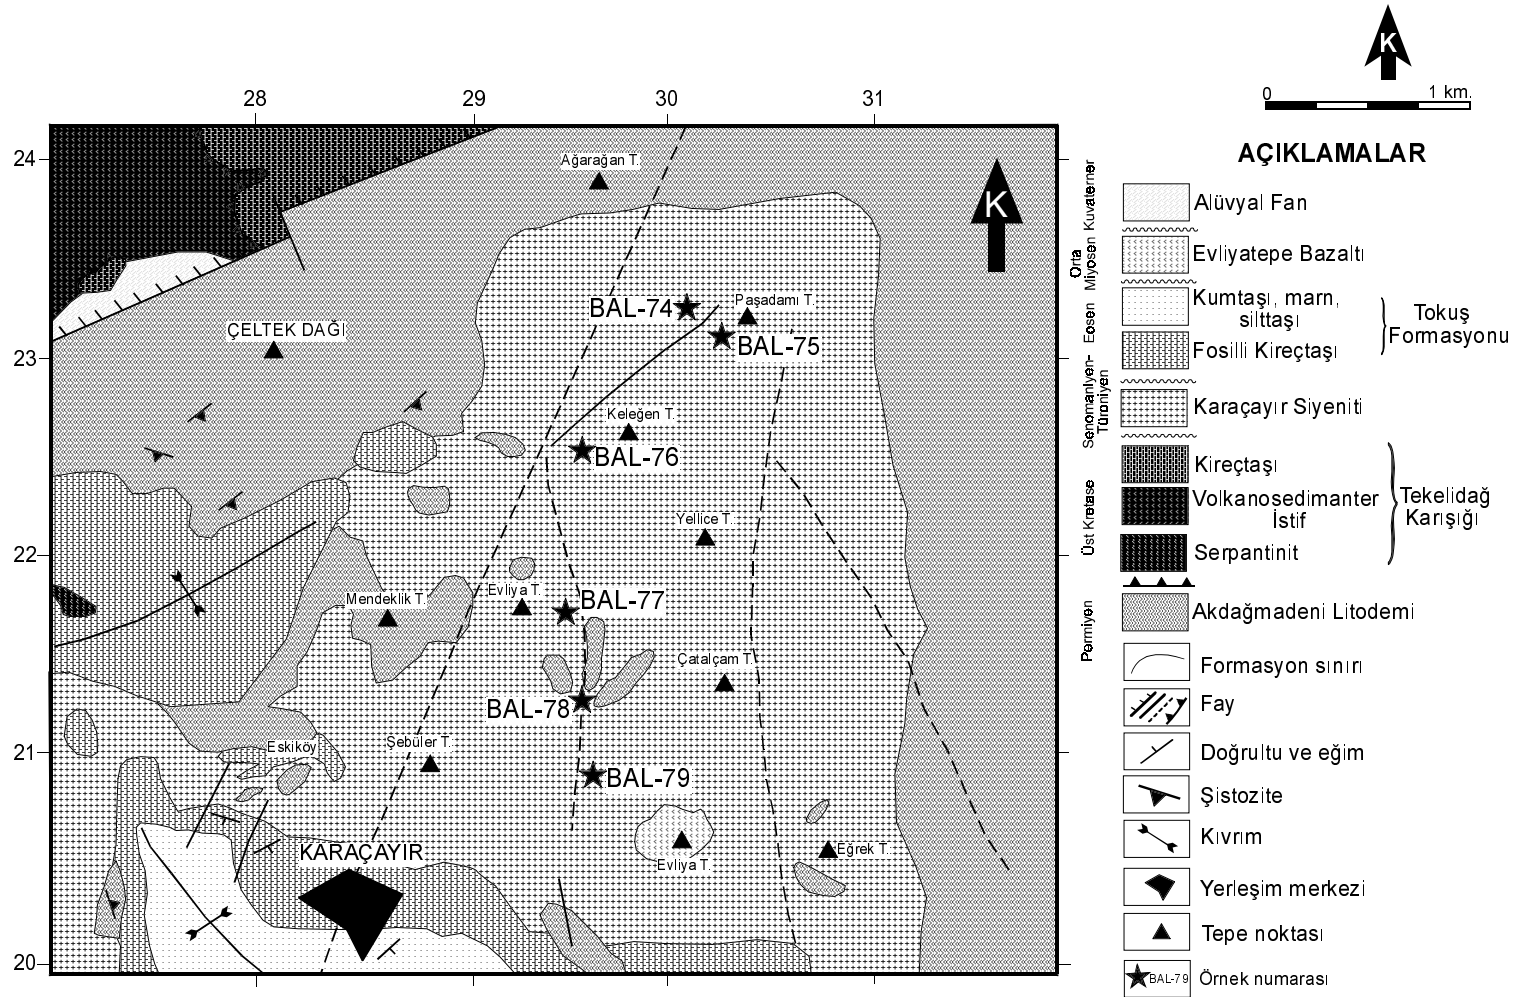 K
0 1 km.
28 29 30 31
24
23
22
21
20
Ağarağan T.
K
BAL-74
Paşadamı T.
BAL-75
ÇELTEK DAĞI
Keleğen T.
BAL-76
Yellice T.
Evliya T.
BAL-77
Mendeklik T.
Çatalçam T.
BAL-78
Eskiköy
Şebüler T.
BAL-79
KARAÇAYIR
Evliya T.
Eğrek T.
Kuvaterner
Orta
Miyosen
Eosen
Senomaniyen-
Türoniyen
Üst Kretase
Permiyen
AÇIKLAMALAR
Alüvyal Fan
Evliyatepe Bazaltı
Kumtaşı, marn,
silttaşı
Fosilli Kireçtaşı
Tokuş
Formasyonu
Karaçayır Siyeniti
Kireçtaşı
Volkanosedimanter
İstif
Serpantinit
Tekelidağ
Karışığı
Akdağmadeni Litodemi
Formasyon sınırı
Fay
Doğrultu ve eğim
Şistozite
Kıvrım
Yerleşim merkezi
Tepe noktası
BAL-79 Örnek numarası